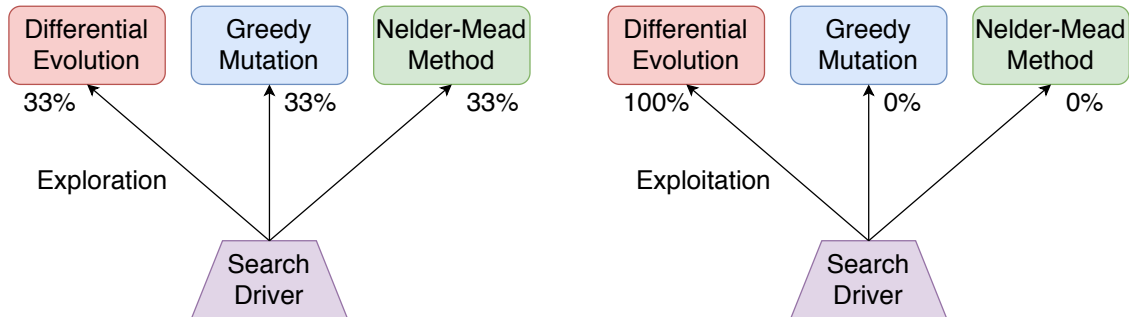 Differential
Evolution
Greedy
Mutation
Nelder-Mead
Method
33%
33%
33%
Exploration
Search
Driver
Differential
Evolution
Greedy
Mutation
Nelder-Mead
Method
100%
0%
0%
Exploitation
Search
Driver